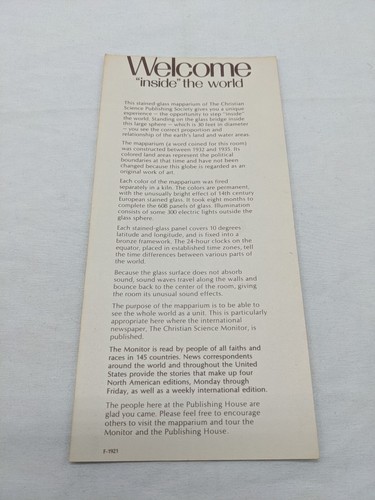 Welcome
"inside" the world
This stained glass mapparium of The Christian
Science Publishing Society gives you a unique
experience — the opportunity to step "inside"
the world. Standing on the glass bridge inside
this large sphere — which is 30 feet in diameter
— you see the correct proportion and
relationship of the earth's land and water areas.
The mapparium (a word coined for this room)
was constructed between 1932 and 1935. Its
colored land areas represent the political
boundaries at that time and have not been
changed because this globe is regarded as an
original work of art.
Each color of the mapparium was fired
separately in a kiln. The colors are permanent,
with the unusually bright effect of 14th century
European stained glass. It took eight months to
complete the 608 panels of glass. Illumination
consists of some 300 electric lights outside the
glass sphere.
Each stained-glass panel covers 10 degrees,
latitude and longitude, and is fixed into a
bronze framework. The 24-hour clocks on the
equator, placed in established time zones, tell
the time differences between various parts of
the world.
Because the glass surface does not absorb
sound, sound waves travel along the walls and
bounce back to the center of the room, giving
the room its unusual sound effects.
The purpose of the mapparium is to be able to
see the whole world as a unit. This is particularly
appropriate here where the international
newspaper, The Christian Science Monitor, is
published.
The Monitor is read by people of all faiths and
races in 145 countries. News correspondents
around the world and throughout the United
States provide the stories that make up four
North American editions, Monday through
Friday, as well as a weekly international edition.
The people here at the Publishing House are
glad you came. Please feel free to encourage
others to visit the mapparium and tour the
Monitor and the Publishing House.
F-1921